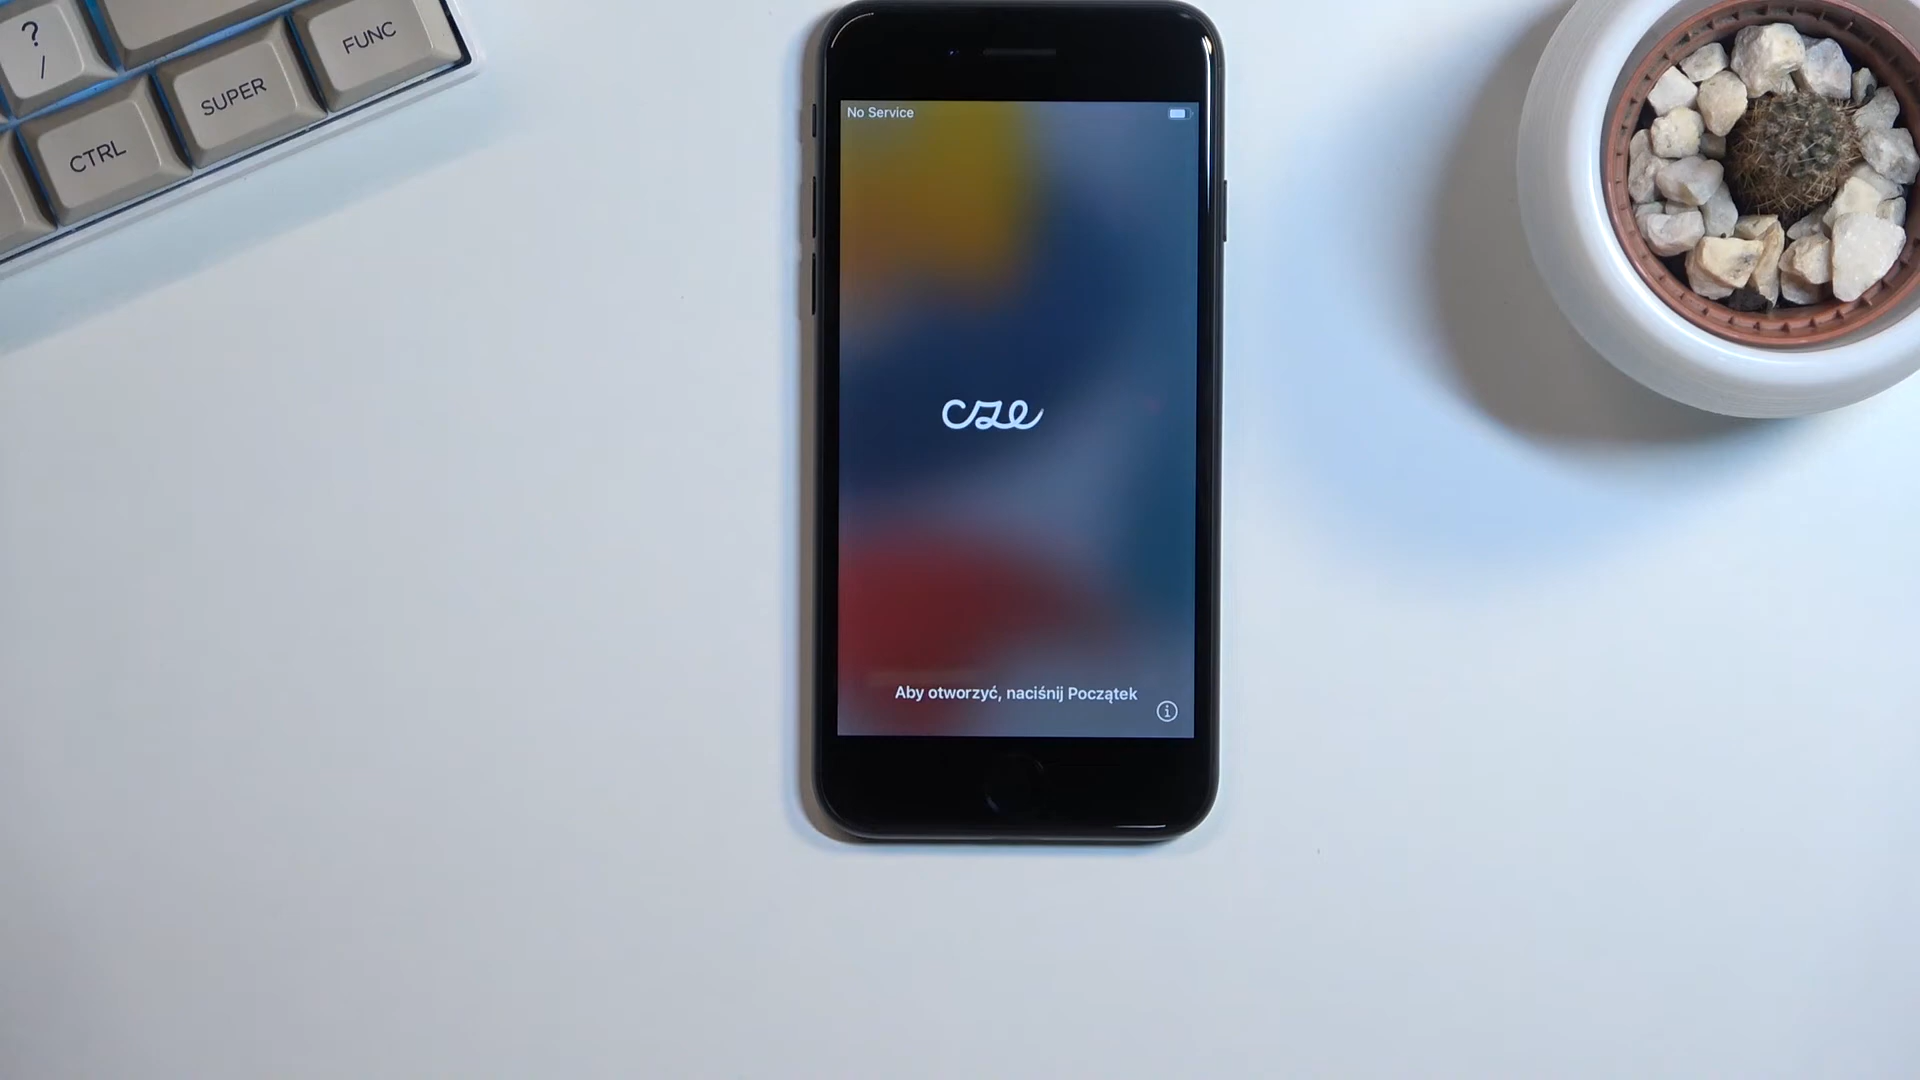 ?
/
FUNC
SUPER
CTRL
No Service
cze
Aby otworzyć, naciśnij Początek